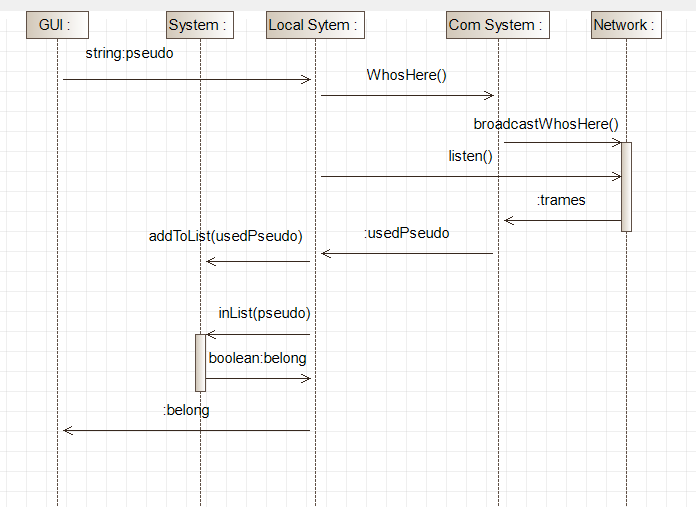 GUI :
System :
Local Sytem :
Com System :
Network :
string:pseudo
WhosHere()
broadcastWhosHere()
listen()
:trames
:usedPseudo
addToList(usedPseudo)
inList(pseudo)
boolean:belong
:belong